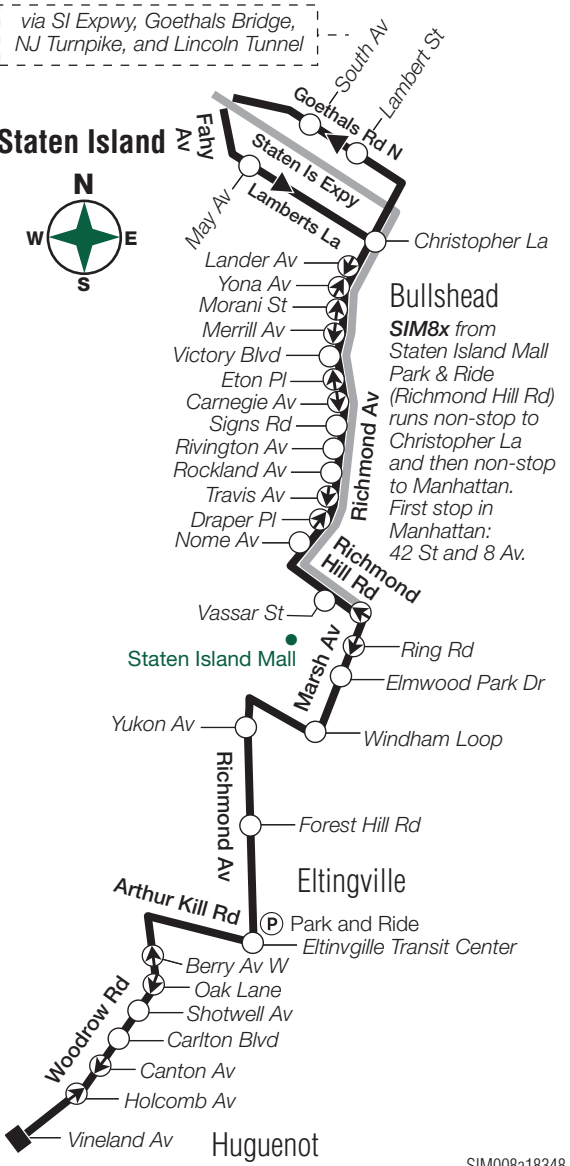 via SI Expwy, Goethals Bridge,
NJ Turnpike, and Lincoln Tunnel
South Av
Lambert St
Goethals Rd N
Staten Island
Fahy
Av
Staten Is Expy
N
W
E
S
May Av
Lamberts La
Christopher La
Lander Av
Yona Av
Morani St
Merrill Av
Victory Blvd
Eton Pl
Carnegie Av
Signs Rd
Rivington Av
Rockland Av
Travis Av
Draper Pl
Nome Av
Richmond Av
Bullshead
SIM8x from
Staten Island Mall
Park & Ride
(Richmond Hill Rd)
runs non-stop to
Christopher La
and then non-stop
to Manhattan.
First stop in
Manhattan:
42 St and 8 Av.
Richmond
Hill Rd
Vassar St
Staten Island Mall
Marsh Av
Ring Rd
Elmwood Park Dr
Yukon Av
Windham Loop
Richmond Av
Forest Hill Rd
Eltingville
Arthur Kill Rd
P Park and Ride
Eltinvgille Transit Center
Berry Av W
Oak Lane
Woodrow Rd
Shotwell Av
Carlton Blvd
Canton Av
Holcomb Av
Vineland Av
Huguenot
SIM008a18348